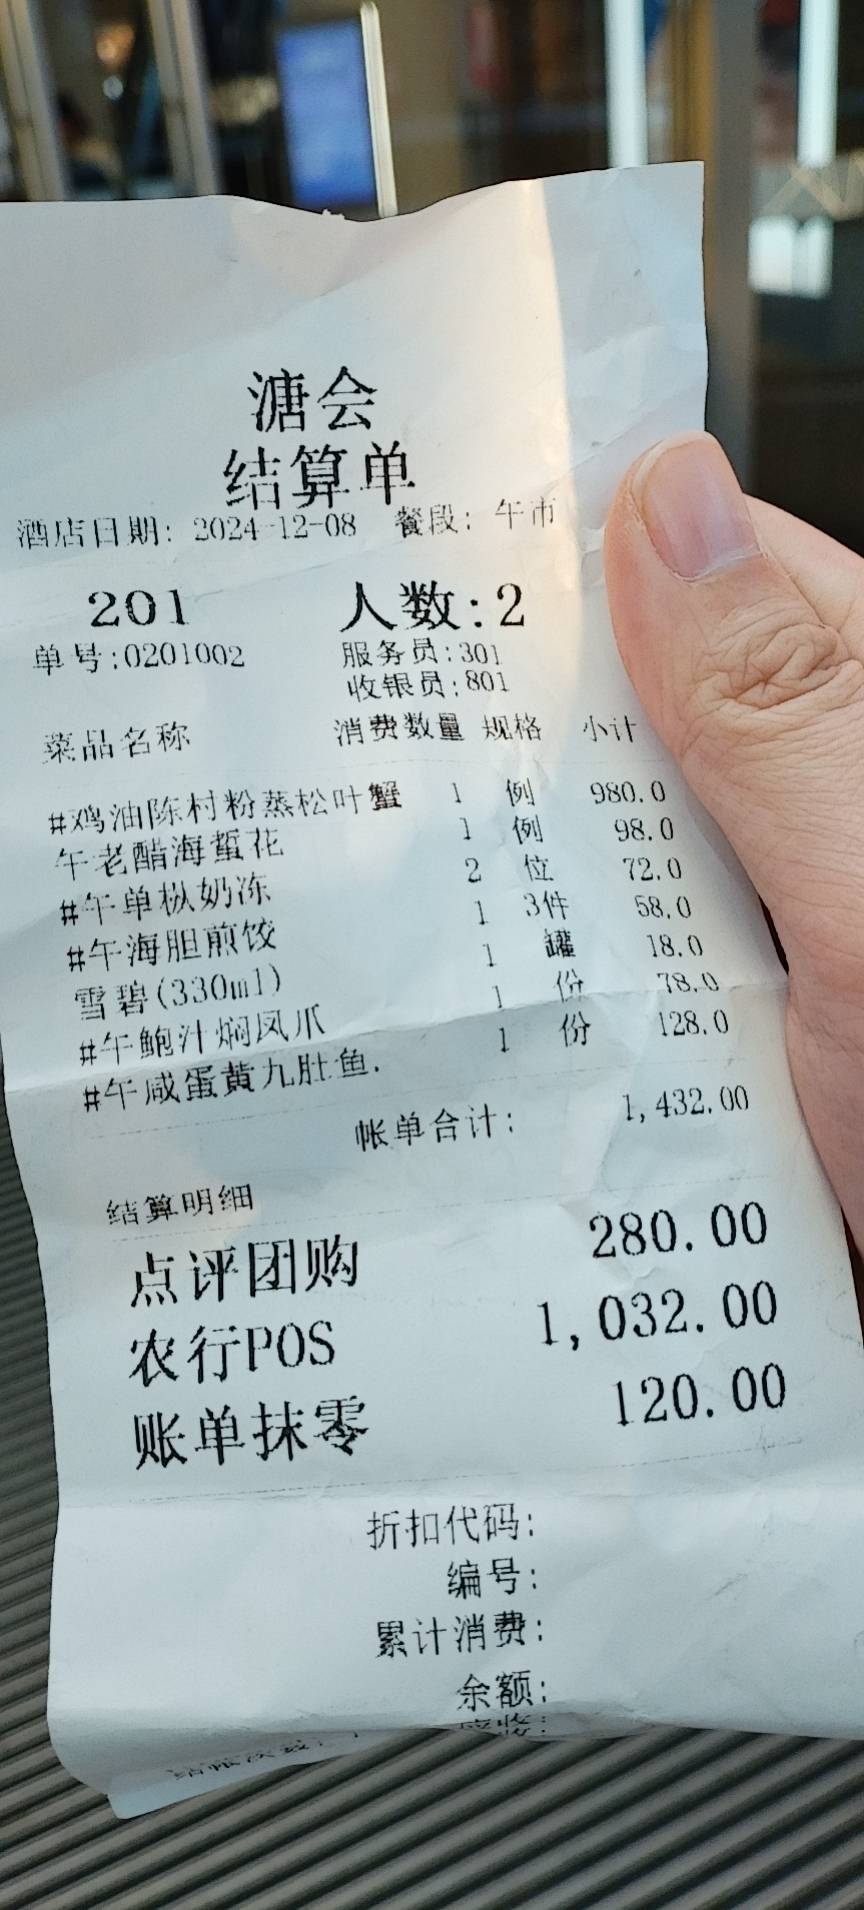 溏会
结算单
酒店日期: 2024-12-08 餐段: 午市
201 人数:2
单号:0201002 服务员:301
收银员:801
菜品名称 消费数量 规格 小计
#鸡油陈村粉蒸松叶蟹 1 例 980.0
午老醋海蜇花 1 例 98.0
#午单枞奶冻 2 位 72.0
#午海胆煎饺 1 3件 58.0
雪碧(330ml) 1 罐 18.0
#午鲍汁焖凤爪 1 份 78.0
#午咸蛋黄九肚鱼. 1 份 128.0
帐单合计: 1,432.00
结算明细
点评团购 280.00
农行POS 1,032.00
账单抹零 120.00
折扣代码:
编号:
累计消费:
余额: